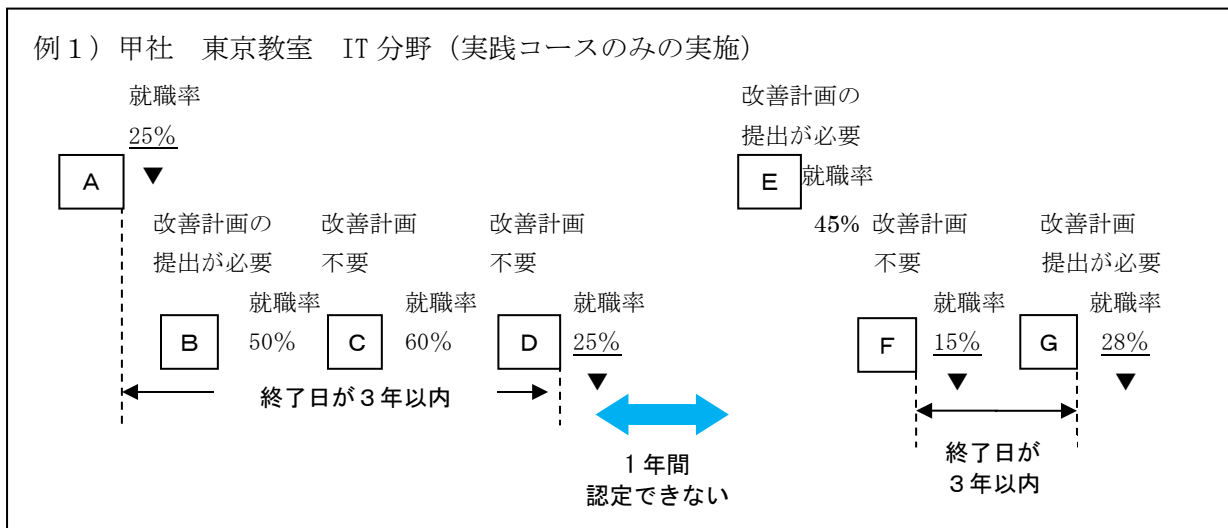 例１）甲社　東京教室　IT 分野（実践コースのみの実施）
就職率
25%
▼
A
改善計画の
提出が必要
就職率
50%
B
改善計画
不要
就職率
60%
C
改善計画
不要
就職率
25%
▼
D
終了日が３年以内
１年間
認定できない
改善計画の
提出が必要
E
就職率
45%
改善計画
不要
就職率
15%
▼
F
改善計画
提出が必要
就職率
28%
▼
G
終了日が
３年以内